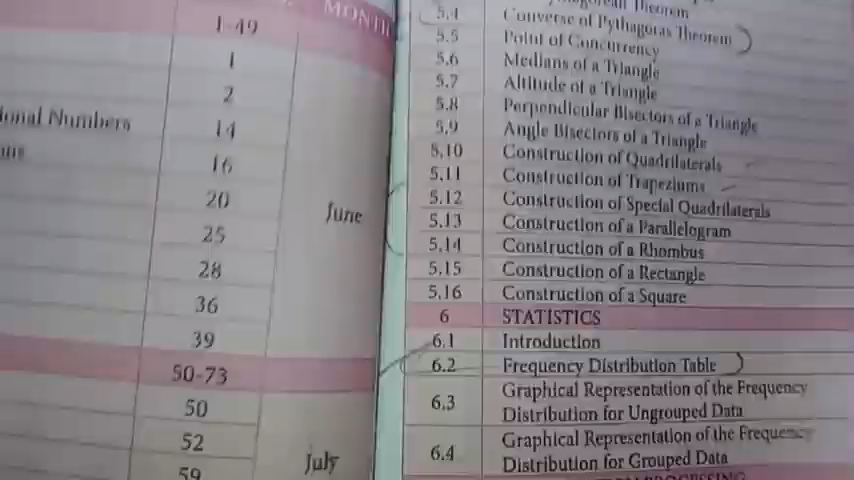 MONTH
1-49
1
2
ional Numbers 14
16
20
June
25
28
36
39
50-73
50
52
July
59
Theorem
5.4 Converse of Pythagoras Theorem
5.5 Point of Concurrency
5.6 Medians of a Triangle
5.7 Altitude of a Triangle
5.8 Perpendicular Bisectors of a Triangle
5.9 Angle Bisectors of a Triangle
5.10 Construction of Quadrilaterals
5.11 Construction of Trapeziums
5.12 Construction of Special Quadrilaterals
5.13 Construction of a Parallelogram
5.14 Construction of a Rhombus
5.15 Construction of a Rectangle
5.16 Construction of a Square
6 STATISTICS
6.1 Introduction
6.2 Frequency Distribution Table
6.3 Graphical Representation of the Frequency
Distribution for Ungrouped Data
6.4 Graphical Representation of the Frequency
Distribution for Grouped Data